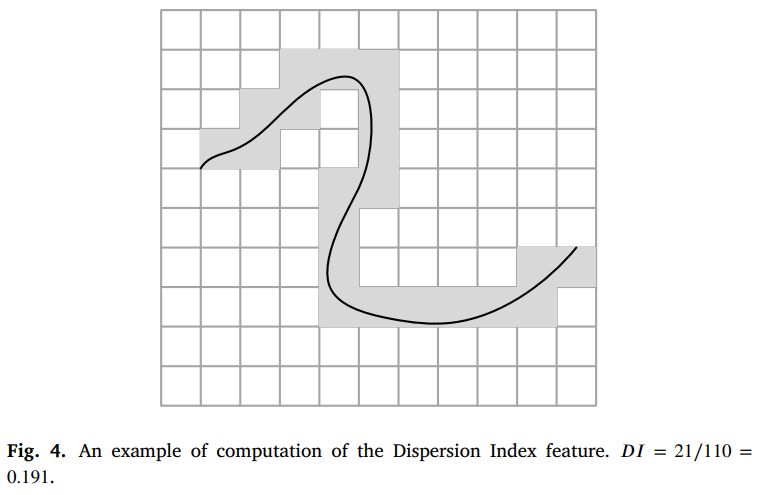 Fig. 4. An example of computation of the Dispersion Index feature. DI = 21/110 =
0.191.